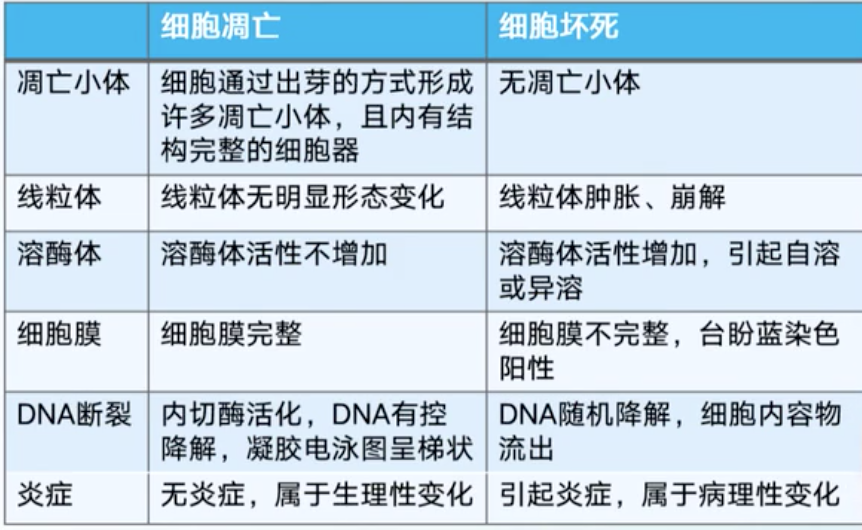 细胞凋亡 细胞坏死
凋亡小体 细胞通过出芽的方式形成 无凋亡小体
许多凋亡小体，且内有结
构完整的细胞器
线粒体 线粒体无明显形态变化 线粒体肿胀、崩解
溶酶体 溶酶体活性不增加 溶酶体活性增加，引起自溶
或异溶
细胞膜 细胞膜完整 细胞膜不完整，台盼蓝染色
阳性
DNA断裂 内切酶活化，DNA有控 DNA随机降解，细胞内容物
降解，凝胶电泳图呈梯状 流出
炎症 无炎症，属于生理性变化 引起炎症，属于病理性变化